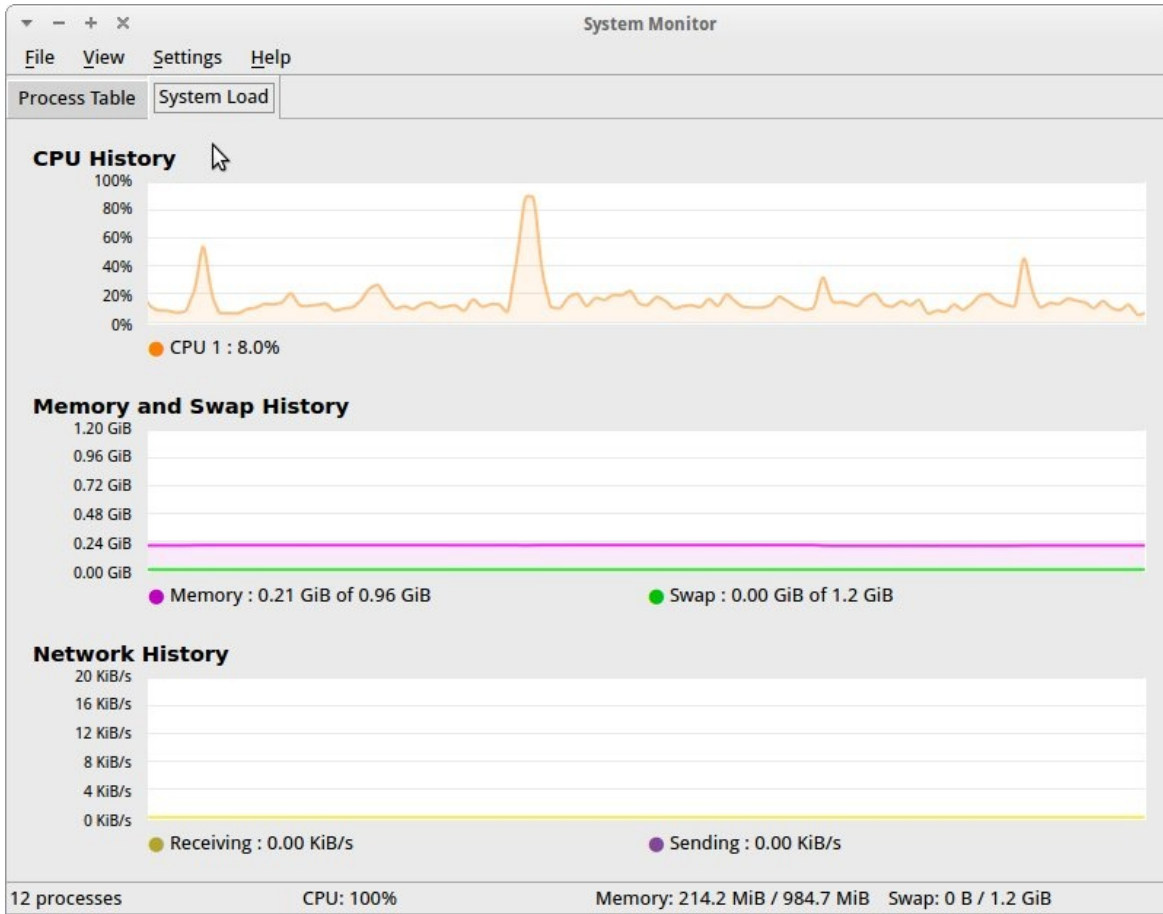 System Monitor
File View Settings Help
Process Table System Load
CPU History
100%
80%
60%
40%
20%
0%
CPU 1 : 8.0%
Memory and Swap History
1.20 GiB
0.96 GiB
0.72 GiB
0.48 GiB
0.24 GiB
0.00 GiB
Memory : 0.21 GiB of 0.96 GiB Swap : 0.00 GiB of 1.2 GiB
Network History
20 KiB/s
16 KiB/s
12 KiB/s
8 KiB/s
4 KiB/s
0 KiB/s
Receiving : 0.00 KiB/s Sending : 0.00 KiB/s
12 processes CPU: 100% Memory: 214.2 MiB / 984.7 MiB Swap: 0 B / 1.2 GiB